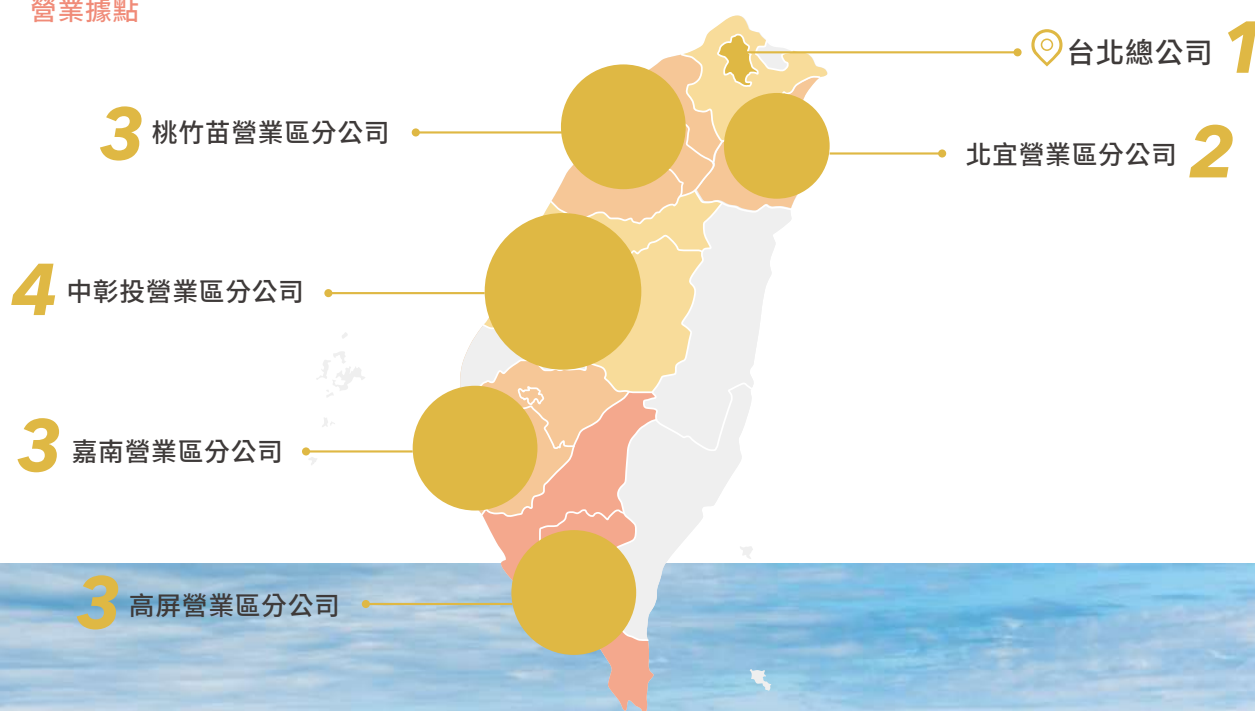 營業據點
台北總公司 1
3 桃竹苗營業區分公司
北宜營業區分公司 2
4 中彰投營業區分公司
3 嘉南營業區分公司
3 高屏營業區分公司